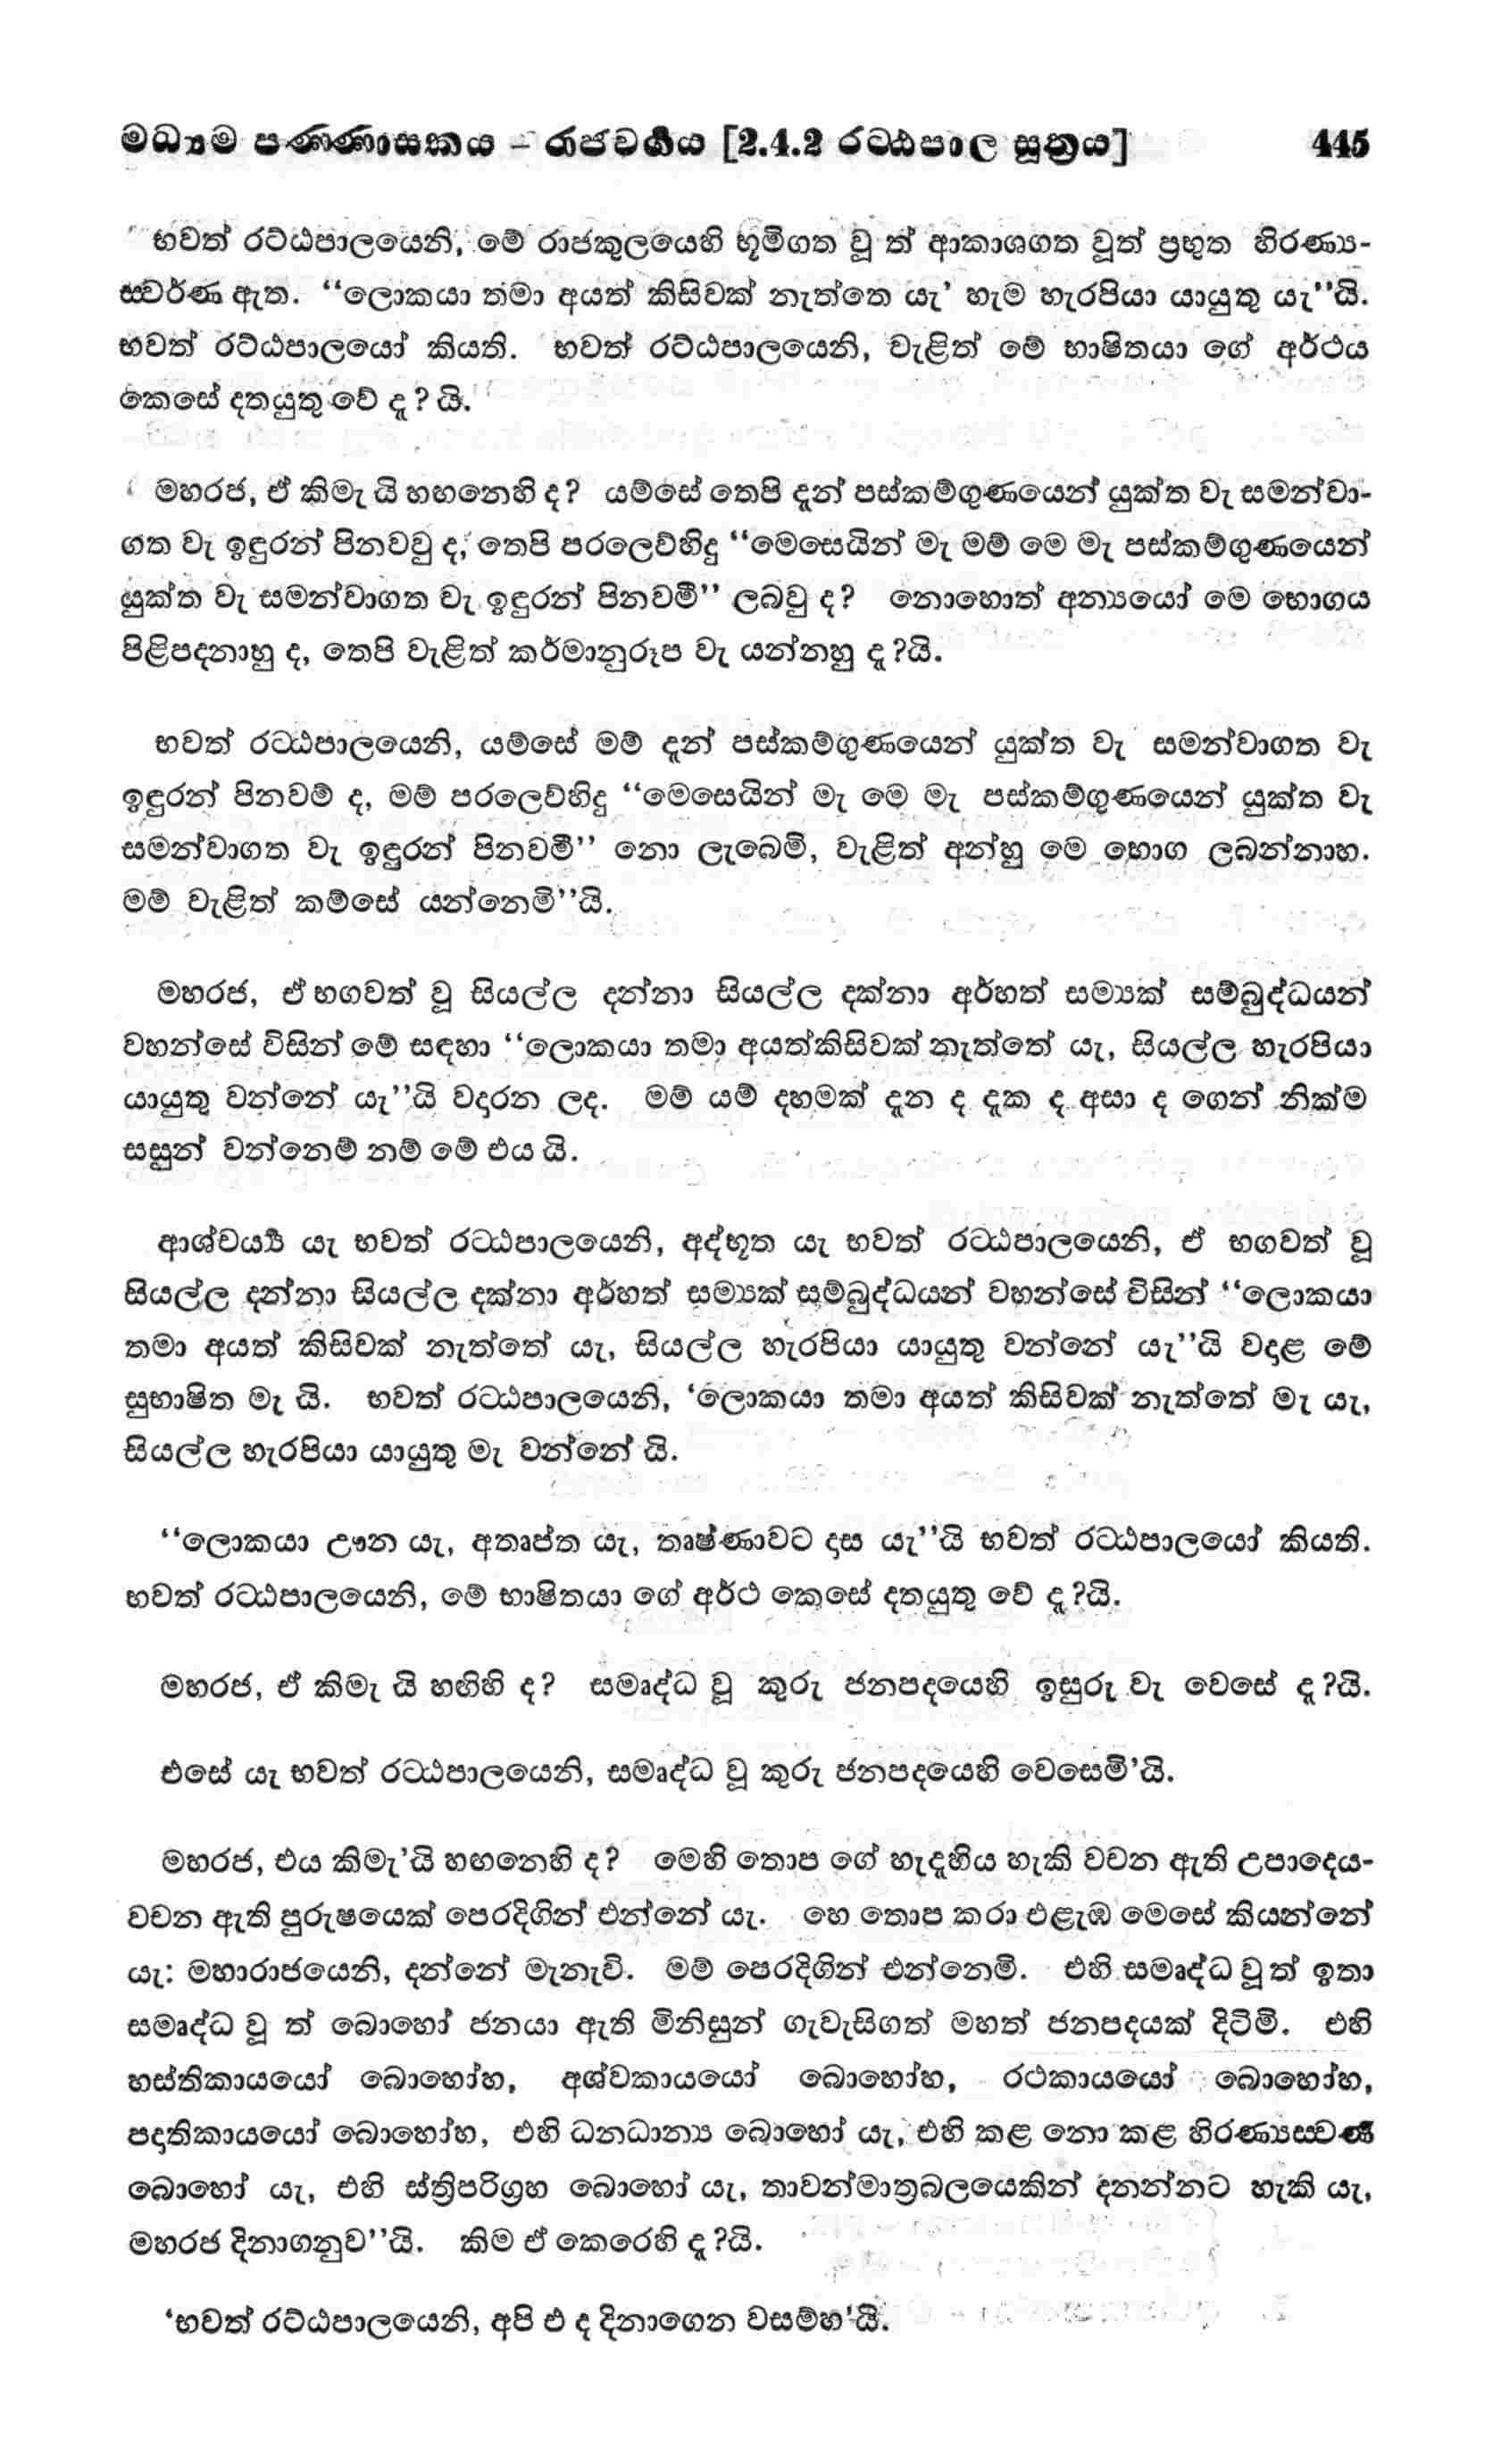 මධ්‍යම පණ්ණාසකය – රාජවර්‍ගය [2.4.2 රට්ඨපාල සූත්‍රය] 445
භවත් රට්ඨපාලයෙනි, මේ රාජකුලයෙහි භූමිගත වූ ත් ආකාශගත වූත් ප්‍රභූත හිරණ්‍ය-
ස්වර්ණ ඇත. “ලොකයා තමා අයත් කිසිවක් නැත්තෙ යැ’ හැම හැරපියා යායුතු යැ”යි.
භවත් රට්ඨපාලයෝ කියති. භවත් රට්ඨපාලයෙනි, වැළිත් මේ භාෂිතයා ගේ අර්ථය
කෙසේ දතයුතු වේ දැ? යි.
මහරජ, ඒ කිමැ යි හඟනෙහි ද? යම්සේ තෙපි දැන් පස්කම්ගුණයෙන් යුක්ත වැ සමන්වා-
ගත වැ ඉඳුරන් පිනවවු ද, තෙපි පරලෙව්හිදු “මෙසෙයින් මැ මම් මෙ මැ පස්කම්ගුණයෙන්
යුක්ත වැ සමන්වාගත වැ ඉඳුරන් පිනවමී” ලබවු ද? නොහොත් අන්‍යයෝ මෙ භොගය
පිළිපදනාහු ද, තෙපි වැළිත් කර්මානුරූප වැ යන්නහු දැ?යි.
භවත් රට්ඨපාලයෙනි, යම්සේ මම් දැන් පස්කම්ගුණයෙන් යුක්ත වැ සමන්වාගත වැ
ඉඳුරන් පිනවම් ද, මම් පරලෙව්හිදු “මෙසෙයින් මැ මෙ මැ පස්කම්ගුණයෙන් යුක්ත වැ
සමන්වාගත වැ ඉඳුරන් පිනවමී” නො ලැබෙමි, වැළිත් අන්හු මෙ භොග ලබන්නාහ.
මම් වැළිත් කම්සේ යන්නෙමි”යි.
මහරජ, ඒ භගවත් වූ සියල්ල දන්නා සියල්ල දක්නා අර්හත් සම්‍යක් සම්බුද්ධයන්
වහන්සේ විසින් මේ සඳහා “ලොකයා තමා අයත්කිසිවක් නැත්තේ යැ, සියල්ල හැරපියා
යායුතු වන්නේ යැ”යි වදාරන ලද. මම් යම් දහමක් දැන ද දැක ද අසා ද ගෙන් නික්ම
සසුන් වන්නෙම් නම් මේ එය යි.
ආශ්චර්‍ය්‍ය යැ භවත් රට්ඨපාලයෙනි, අද්භූත යැ භවත් රට්ඨපාලයෙනි, ඒ භගවත් වූ
සියල්ල දන්නා සියල්ල දක්නා අර්හත් සම්‍යක් සම්බුද්ධයන් වහන්සේ විසින් “ලොකයා
තමා අයත් කිසිවක් නැත්තේ යැ, සියල්ල හැරපියා යායුතු වන්නේ යැ”යි වදාළ මේ
සුභාෂිත මැ යි. භවත් රට්ඨපාලයෙනි, ‘ලොකයා තමා අයත් කිසිවක් නැත්තේ මැ යැ,
සියල්ල හැරපියා යායුතු මැ වන්නේ යි.
“ලොකයා ඌන යැ, අතෘප්ත යැ, තෘෂ්ණාවට දාස යැ”යි භවත් රට්ඨපාලයෝ කියති.
භවත් රට්ඨපාලයෙනි, මේ භාෂිතයා ගේ අර්ථ කෙසේ දතයුතු වේ දැ?යි.
මහරජ, ඒ කිමැ යි හඟිහි ද? සමෘද්ධ වූ කුරු ජනපදයෙහි ඉසුරු වැ වෙසේ දැ?යි.
එසේ යැ භවත් රට්ඨපාලයෙනි, සමෘද්ධ වූ කුරු ජනපදයෙහි වෙසෙමි’යි.
මහරජ, එය කිමැ’යි හඟනෙහි ද? මෙහි තොප ගේ හැදැහිය හැකි වචන ඇති උපාදෙය-
වචන ඇති පුරුෂයෙක් පෙරදිගින් එන්නේ යැ. හෙ තොප කරා එළැඹ මෙසේ කියන්නේ
යැ: මහාරාජයෙනි, දන්නේ මැනැවි. මම් පෙරදිගින් එන්නෙමි. එහි සමෘද්ධ වූත් ඉතා
සමෘද්ධ වූ ත් බොහෝ ජනයා ඇති මිනිසුන් ගැවැසිගත් මහත් ජනපදයක් දිටිමි. එහි
හස්තිකායයෝ බොහෝහ, අශ්වකායයෝ බොහෝහ, රථකායයෝ බොහෝහ,
පදාතිකායයෝ බොහෝහ, එහි ධනධාන්‍ය බොහෝ යැ, එහි කළ නො කළ හිරණ්‍යස්වර්‍ණ
බොහෝ යැ, එහි ස්ත්‍රිපරිග්‍රහ බොහෝ යැ, තාවන්මාත්‍රබලයෙකින් දනන්නට හැකි යැ,
මහරජ දිනාගනුව”යි. කිම ඒ කෙරෙහි දැ?යි.
‘භවත් රට්ඨපාලයෙනි, අපි එ ද දිනාගෙන වසම්හ’යි.